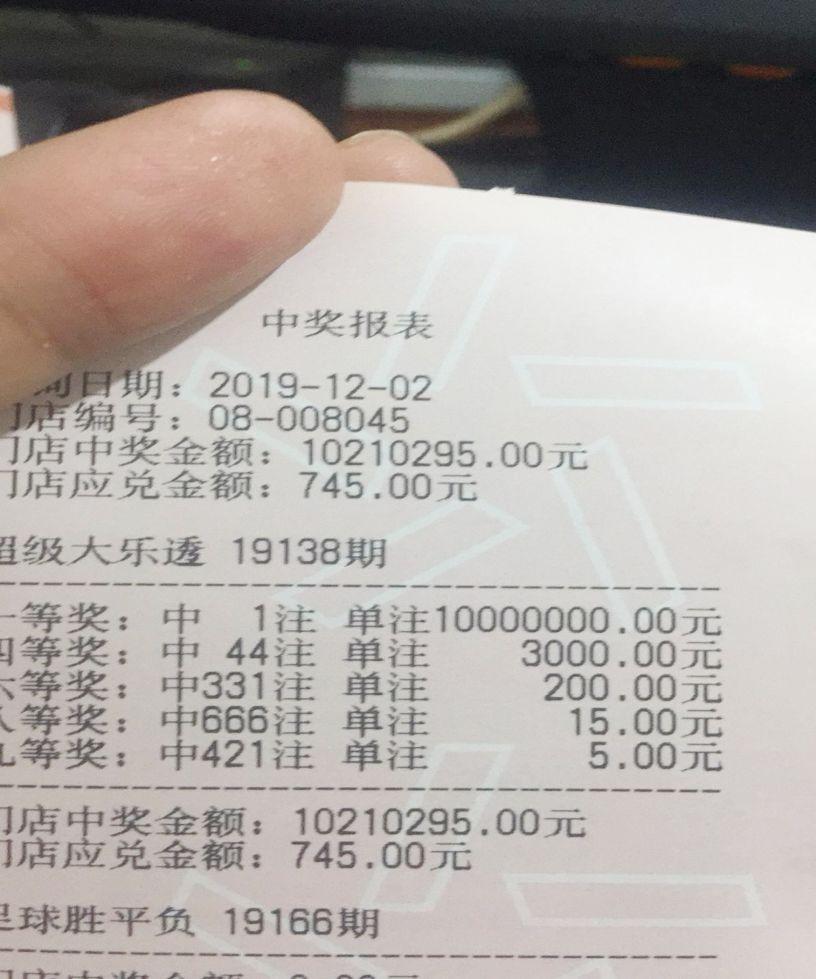 中奖报表
询日期：2019-12-02
门店编号：08-008045
门店中奖金额：10210295.00元
门店应兑金额：745.00元
超级大乐透 19138期
一等奖：中 1注 单注10000000.00元
四等奖：中 44注 单注 3000.00元
六等奖：中331注 单注 200.00元
八等奖：中666注 单注 15.00元
九等奖：中421注 单注 5.00元
门店中奖金额：10210295.00元
门店应兑金额：745.00元
足球胜平负 19166期